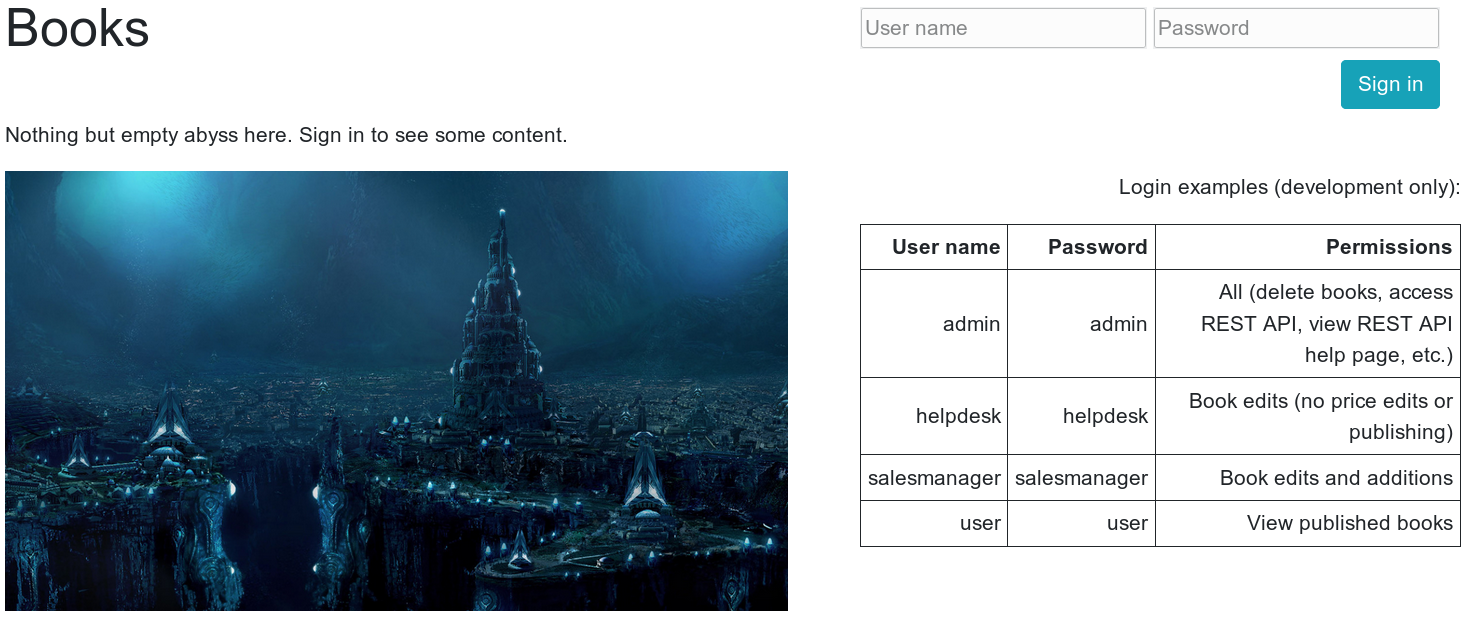 Books
User name Password
Sign in
Nothing but empty abyss here. Sign in to see some content.
Login examples (development only):
User name Password Permissions
admin admin All (delete books, access
REST API, view REST API
help page, etc.)
helpdesk helpdesk Book edits (no price edits or
publishing)
salesmanager salesmanager Book edits and additions
user user View published books